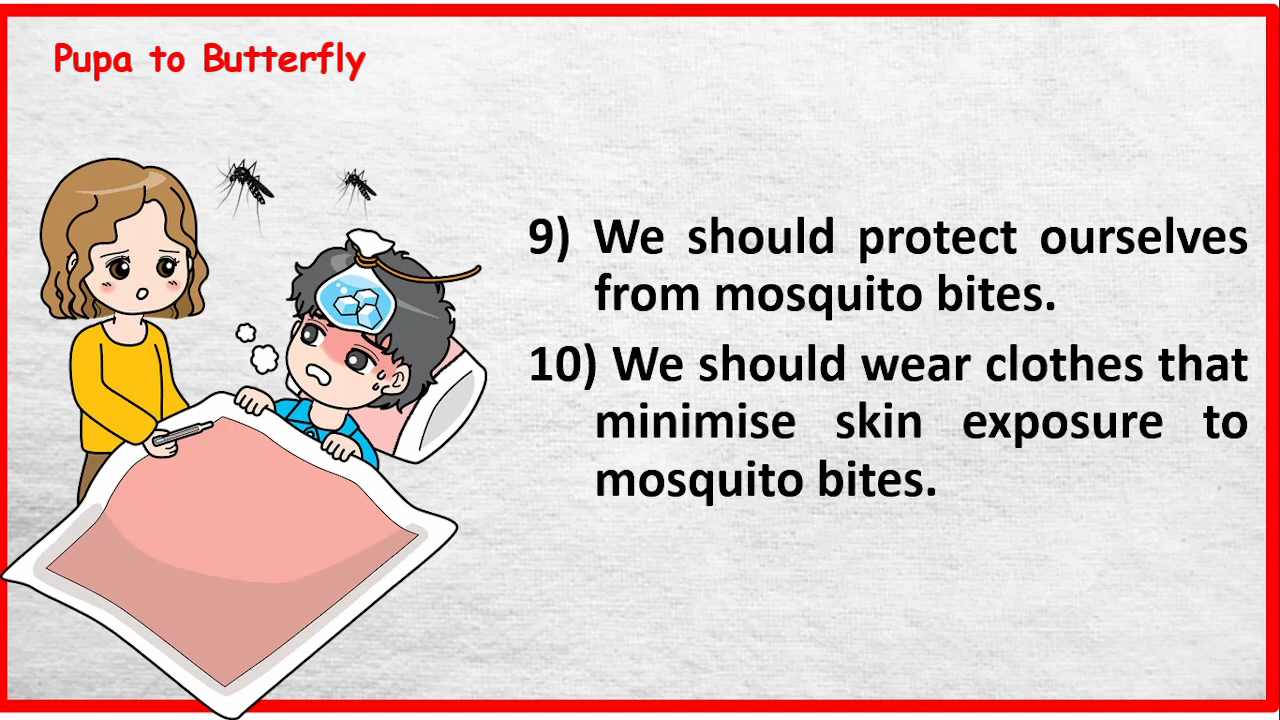 Pupa to Butterfly
9) We should protect ourselves
from mosquito bites.
10) We should wear clothes that
minimise skin exposure to
mosquito bites.